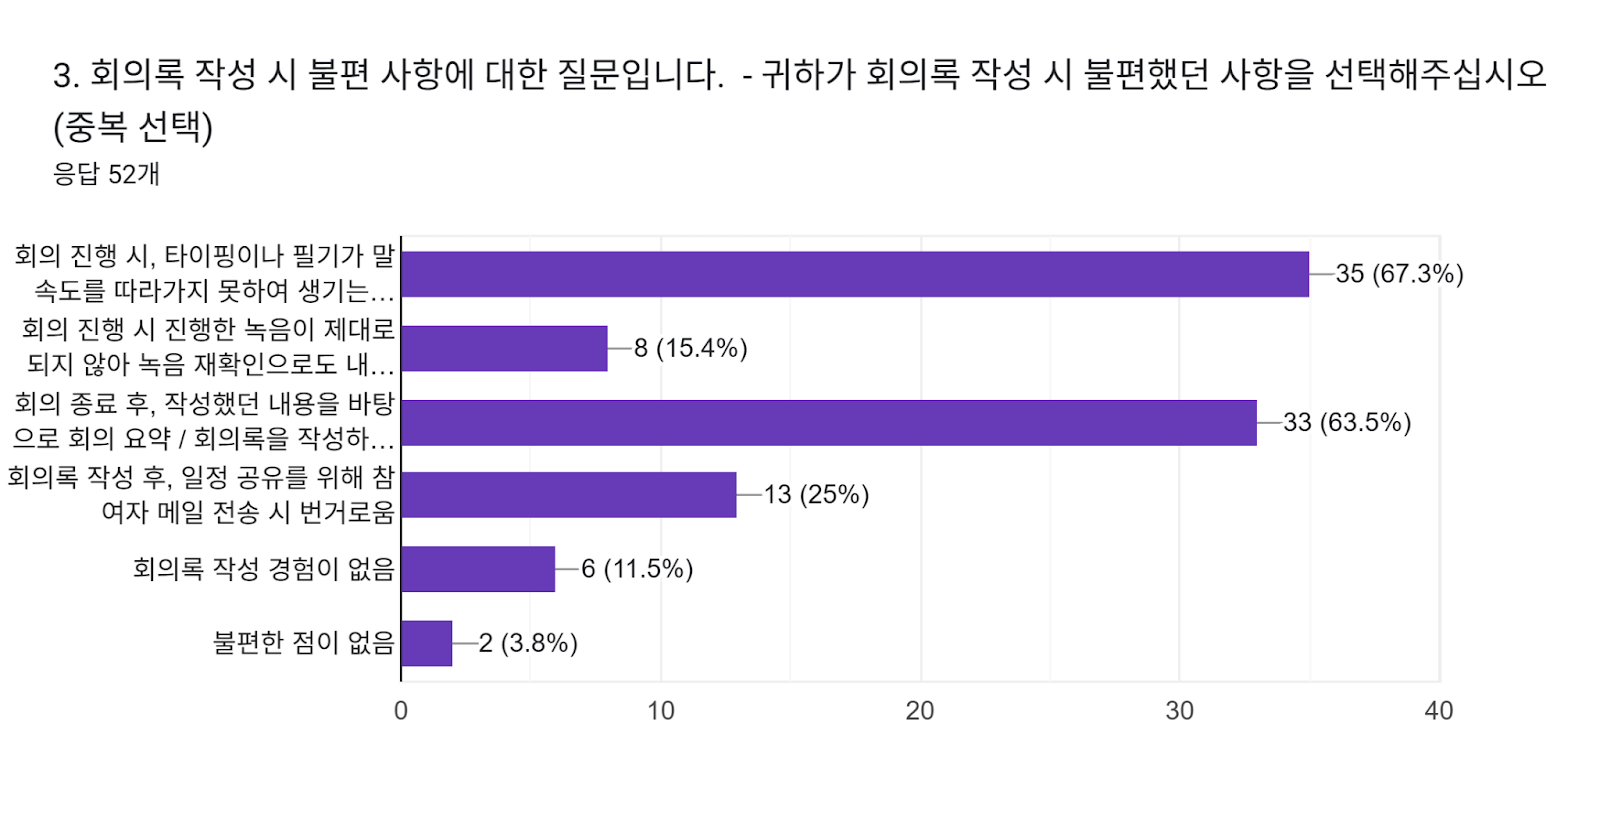 3. 회의록 작성 시 불편 사항에 대한 질문입니다.  - 귀하가 회의록 작성 시 불편했던 사항을 선택해주십시오
(중복 선택)
응답 52개
회의 진행 시, 타이핑이나 필기가 말
속도를 따라가지 못하여 생기는…
35 (67.3%)
회의 진행 시 진행한 녹음이 제대로
되지 않아 녹음 재확인으로도 내…
8 (15.4%)
회의 종료 후, 작성했던 내용을 바탕
으로 회의 요약 / 회의록을 작성하…
33 (63.5%)
회의록 작성 후, 일정 공유를 위해 참
여자 메일 전송 시 번거로움
13 (25%)
회의록 작성 경험이 없음
6 (11.5%)
불편한 점이 없음
2 (3.8%)
0 10 20 30 40